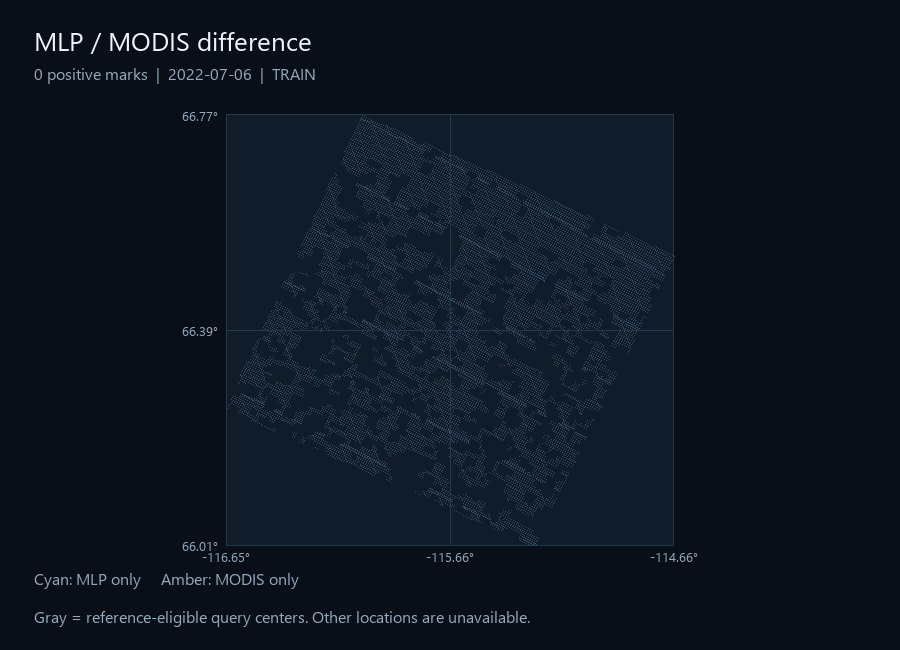 MLP / MODIS difference
0 positive marks | 2022-07-06 | TRAIN
66.77°
66.39°
66.01°
-116.65° -115.66° -114.66°
Cyan: MLP only Amber: MODIS only
Gray = reference-eligible query centers. Other locations are unavailable.